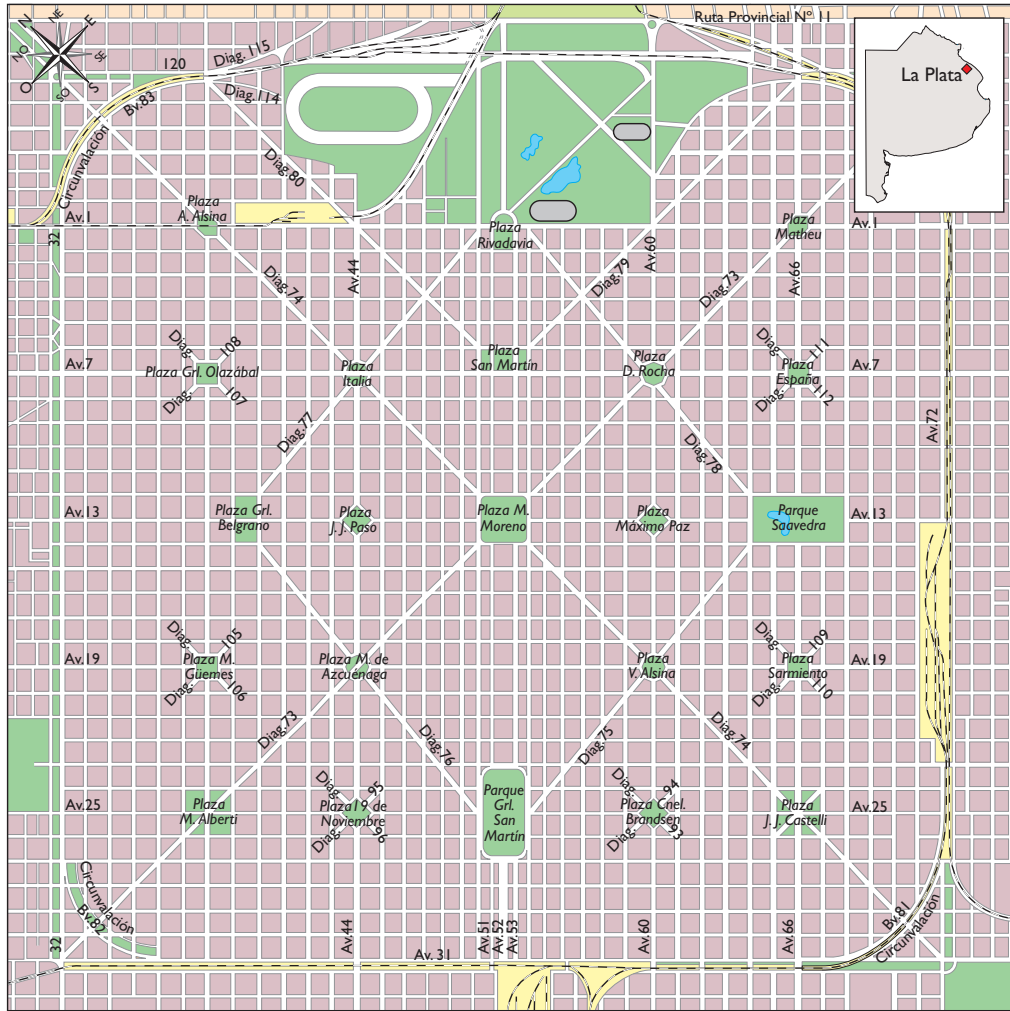 Ruta Provincial Nº 11
N
NE
E
SE
S
SO
O
NO
La Plata
Diag. 115
120
Diag.114
Bv.83
Circunvalación
Diag.80
Av.1
Plaza
A. Alsina
Plaza
Rivadavia
Plaza
Matheu
Av.1
32
Av.44
Av.60
Av.66
Diag.74
Diag.79
Diag.73
Av.7
Diag.
108
Plaza Grl. Olazábal
Diag.
107
Plaza
Italia
Plaza
San Martín
Plaza
D. Rocha
Diag.
111
Plaza
España
Diag.
112
Av.7
Av.72
Diag.77
Diag.78
Av.13
Plaza Grl.
Belgrano
Plaza
J. J. Paso
Plaza M.
Moreno
Plaza
Máximo Paz
Parque
Saavedra
Av.13
Av.19
Diag.
105
Plaza M.
Güemes
Diag.
106
Plaza M. de
Azcuénaga
Plaza
V. Alsina
Diag.
109
Plaza
Sarmiento
Diag.
110
Av.19
Diag.73
Diag.76
Diag.75
Diag.74
Av.25
Plaza
M. Alberti
Diag.
95
Plaza19 de
Noviembre
Diag.
96
Parque
Grl.
San
Martín
Diag.
94
Plaza Cnel.
Brandsen
Diag.
93
Plaza
J. J. Castelli
Av.25
Circunvalación
Bv.82
32
Av.44
Av. 31
Av.51
Av.52
Av.53
Av.60
Av.66
Bv.81
Circunvalación